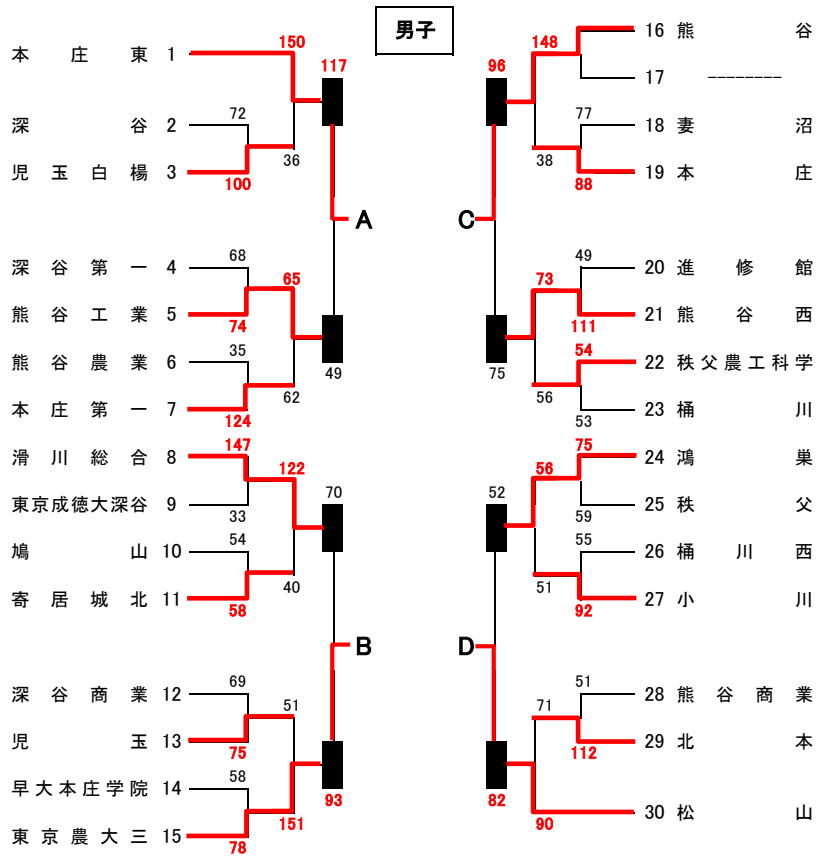 男子
本庄東 1
150
117
深谷 2
72
36
児玉白楊 3
100
A
深谷第一 4
68
65
熊谷工業 5
74
熊谷農業 6
35
62
49
本庄第一 7
124
滑川総合 8
147
122
東京成徳大深谷 9
33
70
鳩山 10
54
40
寄居城北 11
58
B
深谷商業 12
69
51
児玉 13
75
早大本庄学院 14
58
151
93
東京農大三 15
78
96
148
16 熊谷
17 --------
77
18 妻沼
38
88
19 本庄
C
49
20 進修館
73
111
21 熊谷西
75
54
22 秩父農工科学
56
53
23 桶川
75
24 鴻巣
56
52
59
25 秩父
55
26 桶川西
51
92
27 小川
D
51
28 熊谷商業
71
112
29 北本
82
90
30 松山